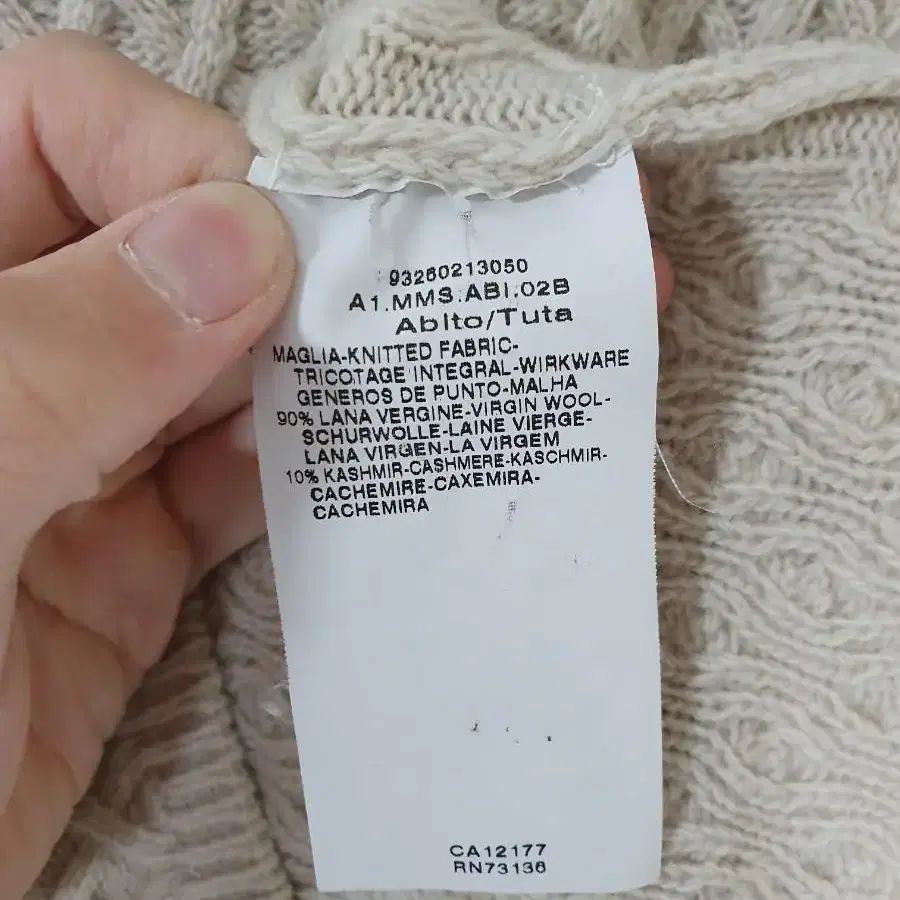 93260213050
A1.MMS.ABI.02B
Abito/Tuta
MAGLIA-KNITTED FABRIC-
TRICOTAGE INTEGRAL-WIRKWARE
GENEROS DE PUNTO-MALHA
90% LANA VERGINE-VIRGIN WOOL-
SCHURWOLLE-LAINE VIERGE-
LANA VIRGEN-LA VIRGEM
10% KASHMIR-CASHMERE-KASCHMIR-
CACHEMIRE-CAXEMIRA-
CACHEMIRA
CA12177
RN73136